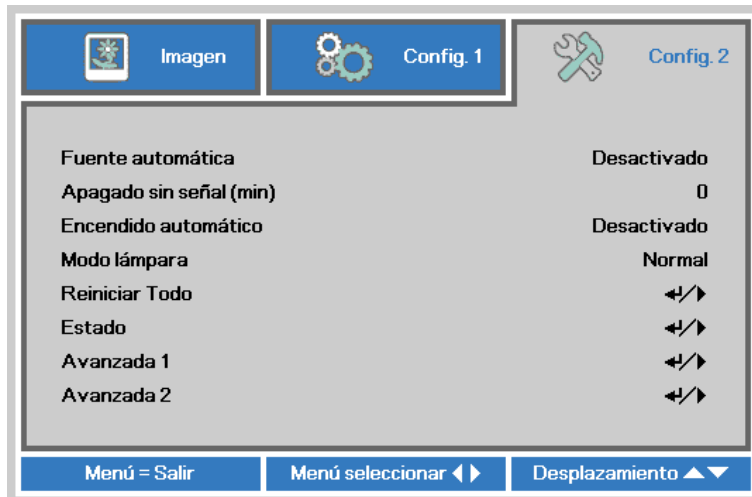 Imagen Config. 1 Config. 2
Fuente automática Desactivado
Apagado sin señal (min) 0
Encendido automático Desactivado
Modo lámpara Normal
Reiniciar Todo ↵/▶
Estado ↵/▶
Avanzada 1 ↵/▶
Avanzada 2 ↵/▶
Menú = Salir Menú seleccionar ◀▶ Desplazamiento ▲▼